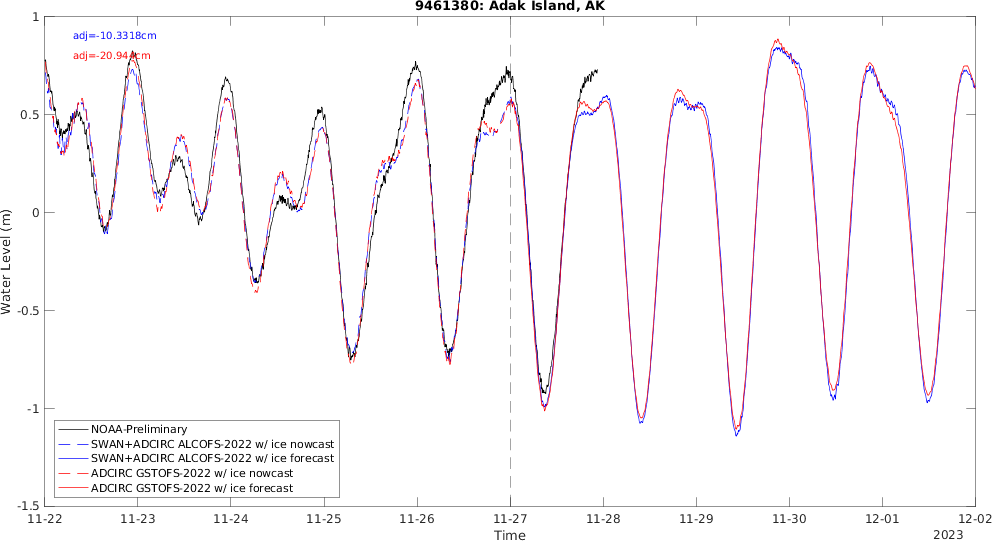 9461380: Adak Island, AK
adj=-10.3318cm
adj=-20.944cm
Water Level (m)
1
0.5
0
-0.5
-1
-1.5
NOAA-Preliminary
SWAN+ADCIRC ALCOFS-2022 w/ ice nowcast
SWAN+ADCIRC ALCOFS-2022 w/ ice forecast
ADCIRC GSTOFS-2022 w/ ice nowcast
ADCIRC GSTOFS-2022 w/ ice forecast
11-22 11-23 11-24 11-25 11-26 11-27 11-28 11-29 11-30 12-01 12-02
Time
2023